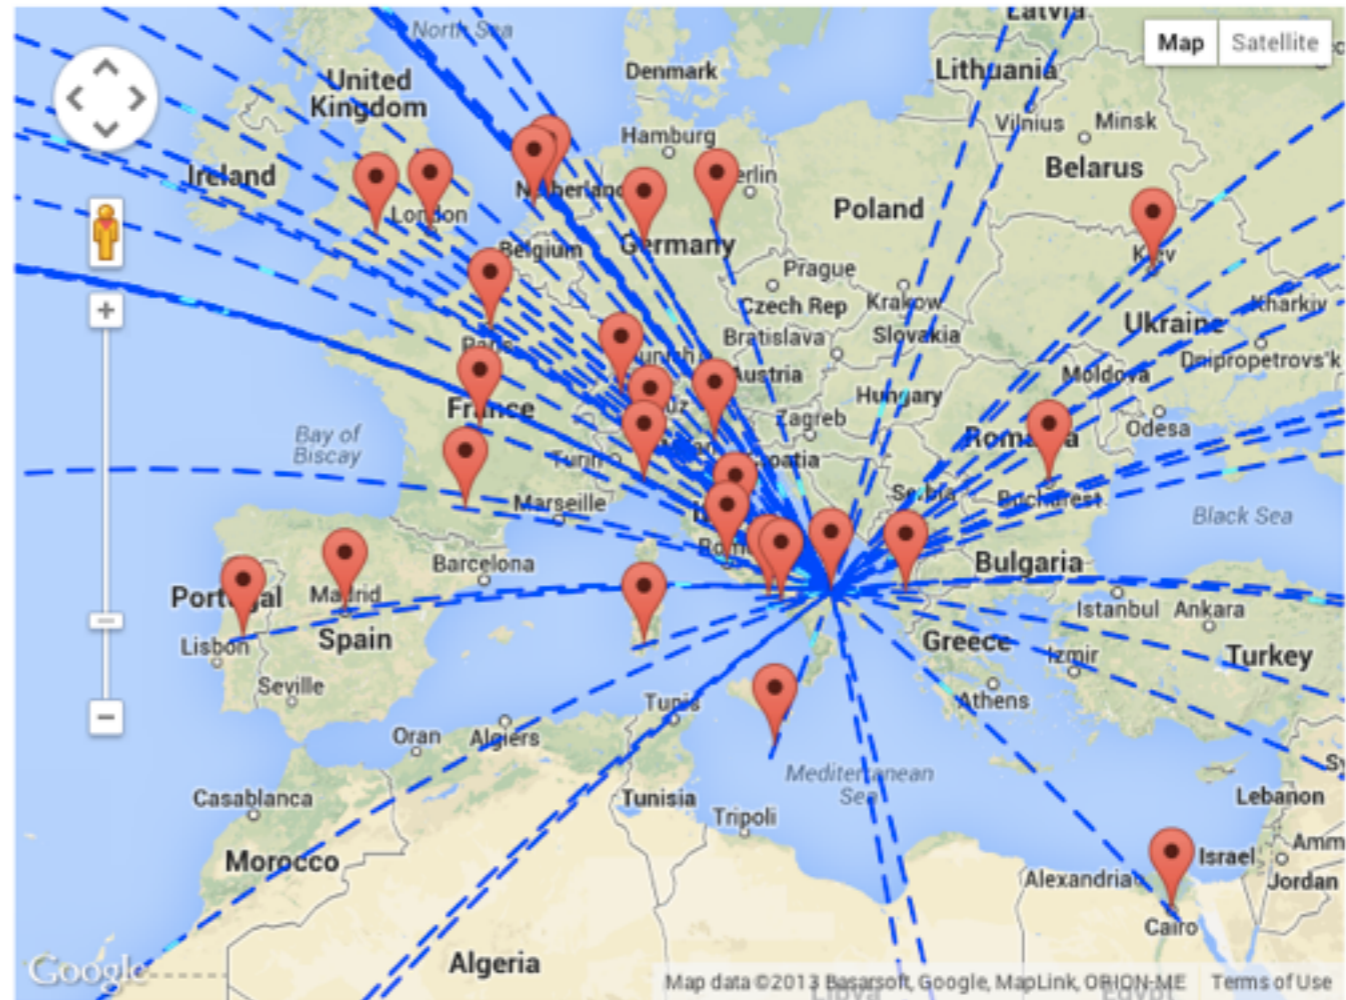 Latvia
North Sea
Map Satellite
Denmark
Lithuania
United
Kingdom
Hamburg
Vilnius
Minsk
Belarus
Ireland
London
Poland
Belgium
Germany
Prague
Czech Rep
Krakow
Slovakia
Kharkiv
Ukraine
Bratislava
Dnipropetrovs'k
Austria
Moldova
Hungary
France
Zagreb
Odesa
Bay of
Biscay
Turin
Serbia
Marseille
Bucharest
Black Sea
Barcelona
Bulgaria
Madrid
Istanbul
Ankara
Lisbon
Spain
Greece
Izmir
Turkey
Seville
Tunis
Athens
Oran
Algiers
Mediterranean
Sea
Casablanca
Tunisia
Tripoli
Lebanon
Morocco
Israel
Amm
Alexandria
Jordan
Cairo
Algeria
Google
Map data ©2013 Basarsoft, Google, MapLink, ORION-ME Terms of Use